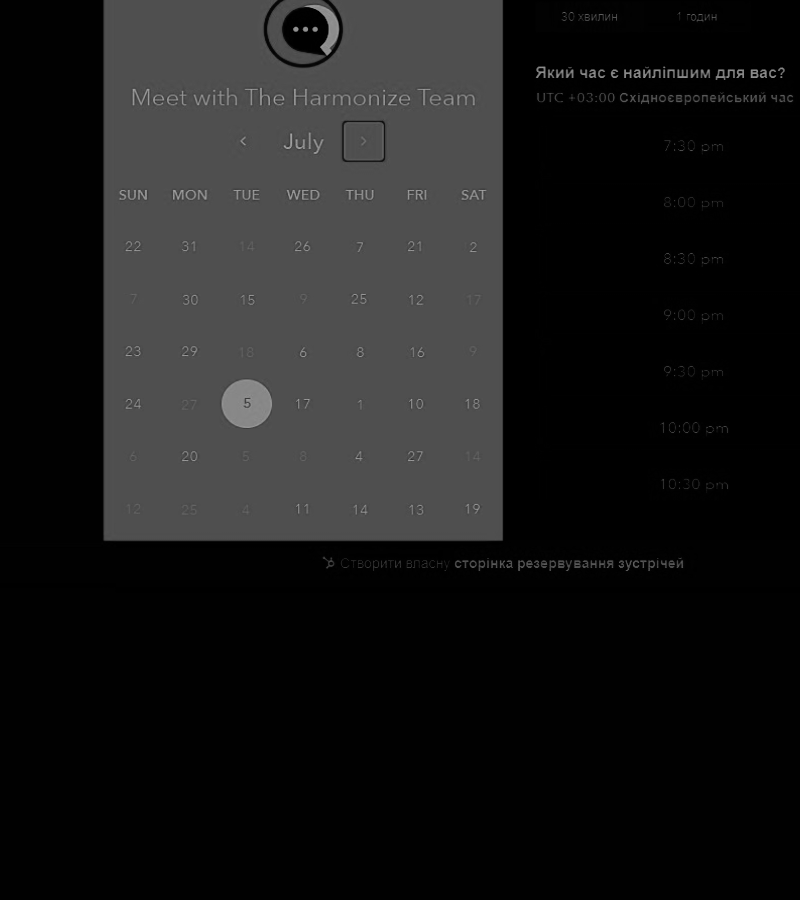 30 хвилин 1 годин
Який час є найліпшим для вас?
UTC +03:00 Східноєвропейський час
7:30 pm
8:00 pm
8:30 pm
9:00 pm
9:30 pm
10:00 pm
10:30 pm
Meet with The Harmonize Team
July
SUN MON TUE WED THU FRI SAT
22 31 14 26 7 21 2
7 30 15 9 25 12 17
23 29 18 6 8 16 9
24 27 5 17 1 10 18
6 20 5 8 4 27 14
12 25 4 11 14 13 19
Створити власну сторінка резервування зустрічей